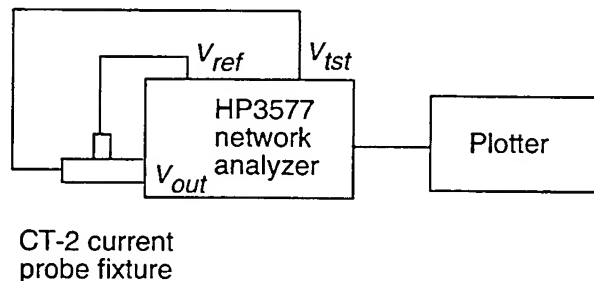 V_ref
V_tst
HP3577
network
analyzer
V_out
Plotter
CT-2 current
probe fixture